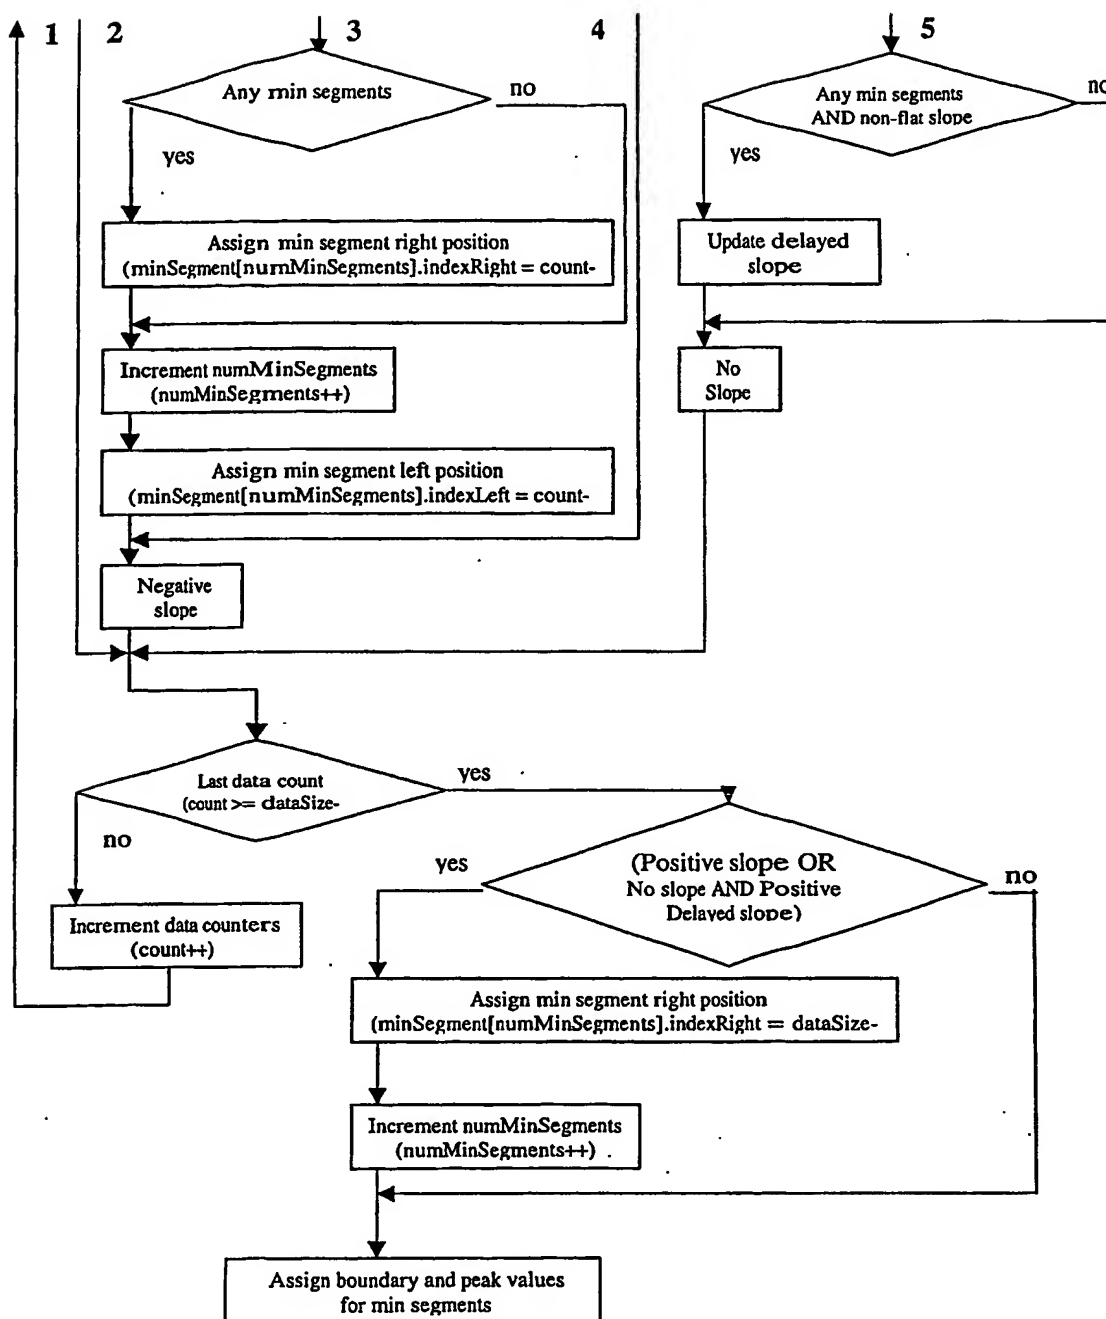 1 2 3 4 5
Any min segments
no
yes
Assign min segment right position
(minSegment[numMinSegments].indexRight = count-
Increment numMinSegments
(numMinSegments++)
Assign min segment left position
(minSegment[numMinSegments].indexLeft = count-
Negative
slope
Any min segments
AND non-flat slope
no
yes
Update delayed
slope
No
Slope
Last data count
(count >= dataSize-
yes
no
Increment data counters
(count++)
(Positive slope OR
No slope AND Positive
Delayed slope)
yes
no
Assign min segment right position
(minSegment[numMinSegments].indexRight = dataSize-
Increment numMinSegments
(numMinSegments++)
Assign boundary and peak values
for min segments